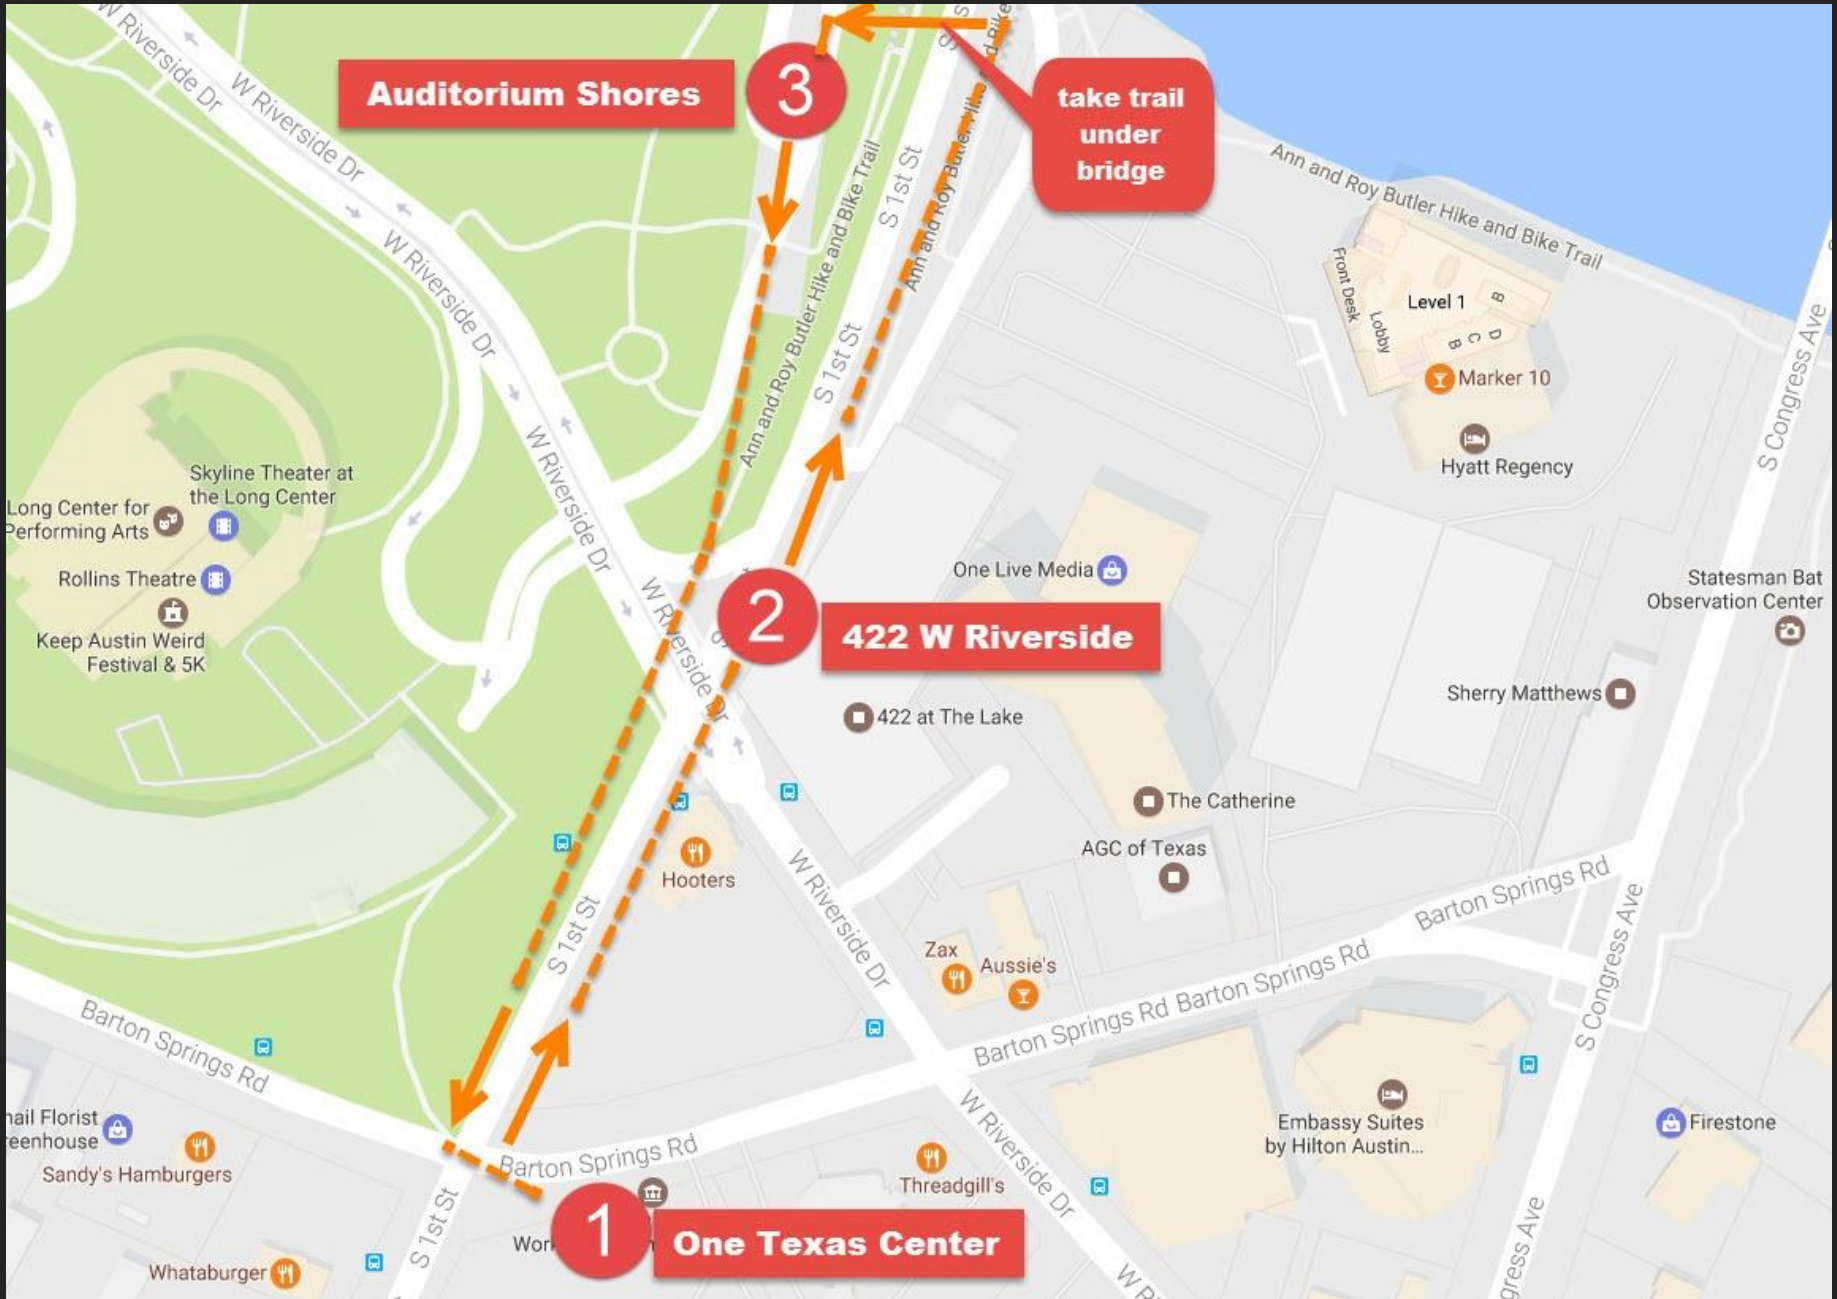 W Riverside Dr
W Riverside Dr
Auditorium Shores
3
take trail
under
bridge
Ann and Roy Butler Hike and Bike Trail
S 1st St
Ann and Roy Butler Hike and Bike
Ann and Roy Butler Hike and Bike Trail
W Riverside Dr
Front Desk
Lobby
Level 1
B
D
C
B
Marker 10
S Congress Ave
S 1st St
Hyatt Regency
Skyline Theater at
the Long Center
Long Center for
Performing Arts
W Riverside Dr
Rollins Theatre
One Live Media
Statesman Bat
Observation Center
Keep Austin Weird
Festival & 5K
W Riverside Dr
2
422 W Riverside
Sherry Matthews
422 at The Lake
The Catherine
AGC of Texas
Hooters
W Riverside Dr
Barton Springs Rd
S 1st St
Zax
Aussie's
Barton Springs Rd
Barton Springs Rd
S Congress Ave
Barton Springs Rd
W Riverside Dr
Embassy Suites
by Hilton Austin...
Firestone
nail Florist
reenhouse
Sandy's Hamburgers
Barton Springs Rd
Threadgill's
S 1st St
1
One Texas Center
Whataburger
gress Ave